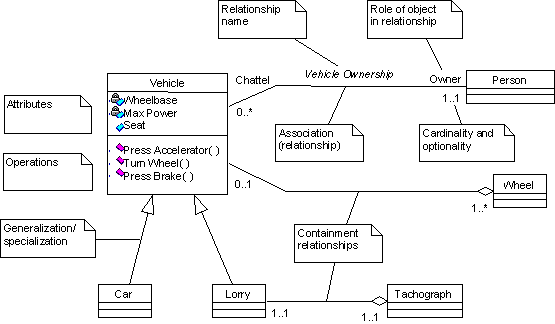 Relationship
name
Role of object
in relationship
Vehicle
Chattel
Vehicle Ownership
Owner
Person
Wheelbase
Max Power
Seat
0..*
1..1
Attributes
Association
(relationship)
Cardinality and
optionality
Press Accelerator( )
Turn Wheel( )
Press Brake( )
Operations
0..1
Wheel
1..*
Generalization/
specialization
Containment
relationships
Car
Lorry
Tachograph
1..1
1..1